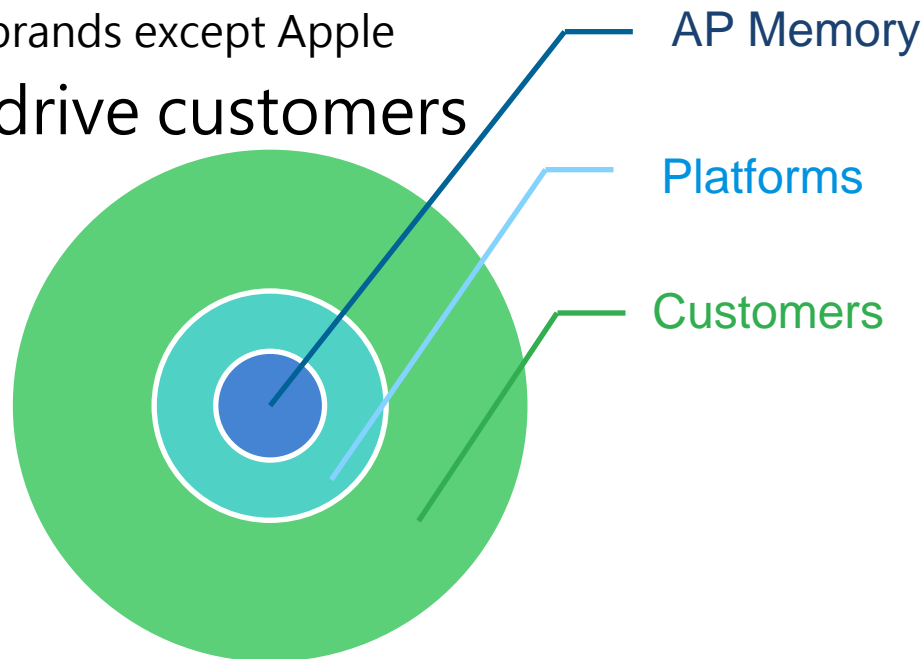 brands except Apple
drive customers
AP Memory
Platforms
Customers